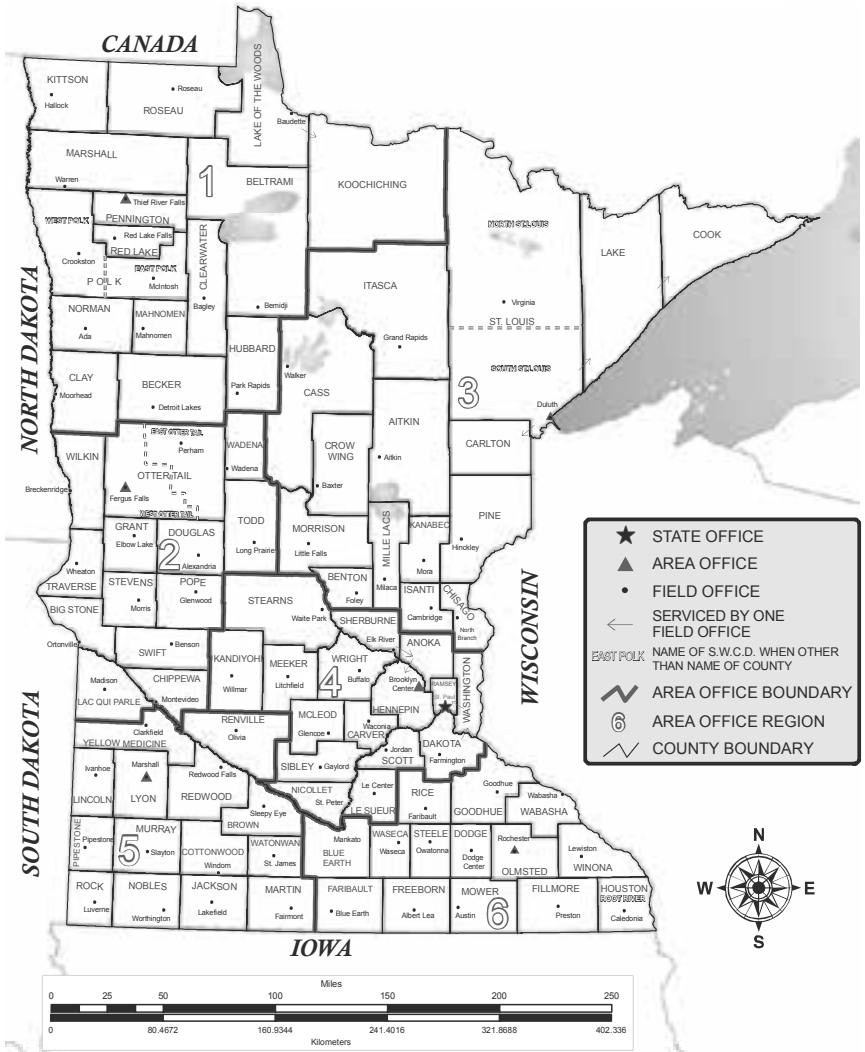 CANADA
KITTSON
Hallock
Roseau
ROSEAU
LAKE OF THE WOODS
Baudette
MARSHALL
Warren
1
BELTRAMI
KOOCHICHING
Thief River Falls
PENNINGTON
WEST POLK
Red Lake Falls
RED LAKE
Crookston
EAST POLK
POLK
McIntosh
CLEARWATER
Bagley
Bemidji
NORTH ST.LOUIS
LAKE
COOK
ITASCA
Virginia
ST. LOUIS
Grand Rapids
SOUTH ST.LOUIS
3
Duluth
NORTH DAKOTA
NORMAN
Ada
MAHNOMEN
Mahnomen
HUBBARD
Park Rapids
Walker
CASS
CLAY
Moorhead
BECKER
Detroit Lakes
AITKIN
Aitkin
CARLTON
WILKIN
Breckenridge
EAST OTTER TAIL
Perham
OTTER TAIL
Fergus Falls
WEST OTTER TAIL
WADENA
Wadena
CROW
WING
Baxter
PINE
Hinckley
GRANT
Elbow Lake
DOUGLAS
2
Alexandria
TODD
Long Prairie
MORRISON
Little Falls
MILLE LACS
Milaca
KANABEC
Mora
Wheaton
TRAVERSE
STEVENS
Morris
POPE
Glenwood
STEARNS
Waite Park
BENTON
Foley
ISANTI
Cambridge
CHISAGO
North
Branch
WISCONSIN
BIG STONE
Ortonville
SWIFT
Benson
SHERBURNE
Elk River
ANOKA
KANDIYOHI
Willmar
MEEKER
Litchfield
WRIGHT
4
Buffalo
Brooklyn
Center
RAMSEY
St. Paul
WASHINGTON
HENNEPIN
SOUTH DAKOTA
Madison
LAC QUI PARLE
CHIPPEWA
Montevideo
RENVILLE
Olivia
MCLEOD
Glencoe
Waconia
CARVER
Clarkfield
YELLOW MEDICINE
SIBLEY
Gaylord
Jordan
SCOTT
DAKOTA
Farmington
Ivanhoe
LINCOLN
Marshall
LYON
Redwood Falls
REDWOOD
NICOLLET
St. Peter
Le Center
LE SUEUR
RICE
Faribault
Goodhue
GOODHUE
Wabasha
WABASHA
Sleepy Eye
BROWN
PIPESTONE
Pipestone
MURRAY
5
Slayton
COTTONWOOD
Windom
WATONWAN
St. James
Mankato
BLUE
EARTH
WASECA
Waseca
STEELE
Owatonna
DODGE
Dodge
Center
Rochester
OLMSTED
Lewiston
WINONA
ROCK
Luverne
NOBLES
Worthington
JACKSON
Lakefield
MARTIN
Fairmont
FARIBAULT
Blue Earth
FREEBORN
Albert Lea
MOWER
Austin
6
FILLMORE
Preston
HOUSTON
ROOT RIVER
Caledonia
IOWA
STATE OFFICE
AREA OFFICE
FIELD OFFICE
SERVICED BY ONE
FIELD OFFICE
EAST POLK
NAME OF S.W.C.D. WHEN OTHER
THAN NAME OF COUNTY
AREA OFFICE BOUNDARY
6
AREA OFFICE REGION
COUNTY BOUNDARY
N
W E
S
Miles
0 25 50 100 150 200 250
0 80.4672 160.9344 241.4016 321.8688 402.336
Kilometers